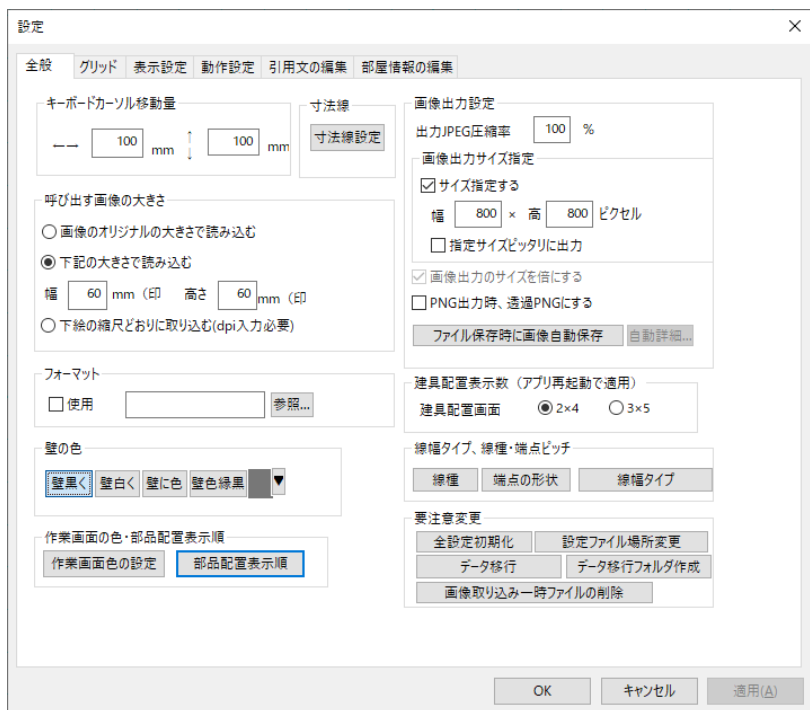 設定
全般 グリッド 表示設定 動作設定 引用文の編集 部屋情報の編集
キーボードカーソル移動量
←→ 100 mm ↑↓ 100 mm
寸法線
寸法線設定
呼び出す画像の大きさ
画像のオリジナルの大きさで読み込む
下記の大きさで読み込む
幅 60 mm（印 高さ 60 mm（印
下絵の縮尺どおりに取り込む(dpi入力必要)
フォーマット
使用 参照...
壁の色
壁黒く 壁白く 壁に色 壁色縁黒 ▼
作業画面の色・部品配置表示順
作業画面色の設定 部品配置表示順
画像出力設定
出力JPEG圧縮率 100 %
画像出力サイズ指定
サイズ指定する
幅 800 × 高 800 ピクセル
指定サイズピッタリに出力
画像出力のサイズを倍にする
PNG出力時、透過PNGにする
ファイル保存時に画像自動保存 自動詳細...
建具配置表示数（アプリ再起動で適用）
建具配置画面 2×4 3×5
線幅タイプ、線種・端点ピッチ
線種 端点の形状 線幅タイプ
要注意変更
全設定初期化 設定ファイル場所変更
データ移行 データ移行フォルダ作成
画像取り込み一時ファイルの削除
OK キャンセル 適用(A)